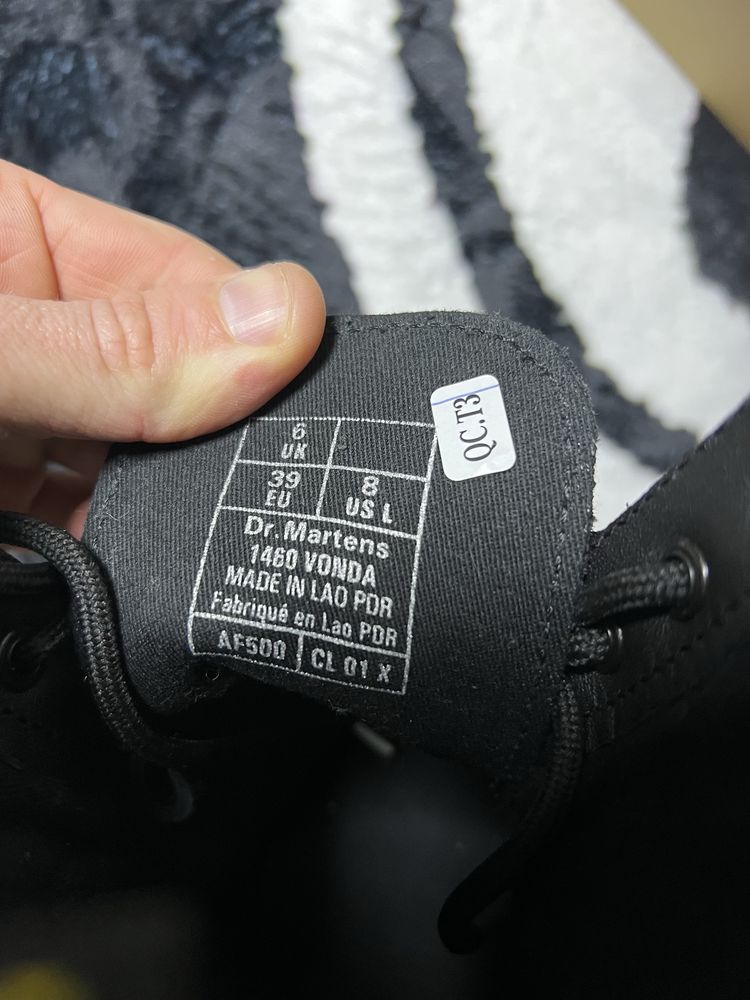 QC.T3
6
UK
39
EU
8
US L
Dr.Martens
1460 VONDA
MADE IN LAO PDR
Fabriqué en Lao PDR
AF500
CL 01 X